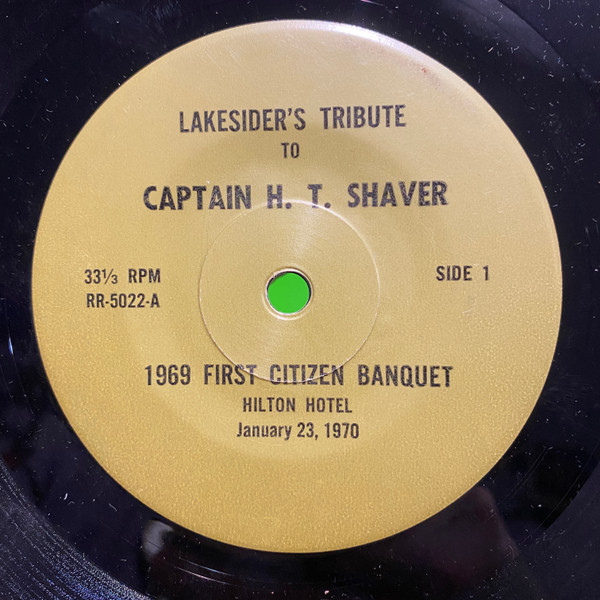 LAKESIDER'S TRIBUTE
TO
CAPTAIN H. T. SHAVER
33⅓ RPM
SIDE 1
RR-5022-A
1969 FIRST CITIZEN BANQUET
HILTON HOTEL
January 23, 1970